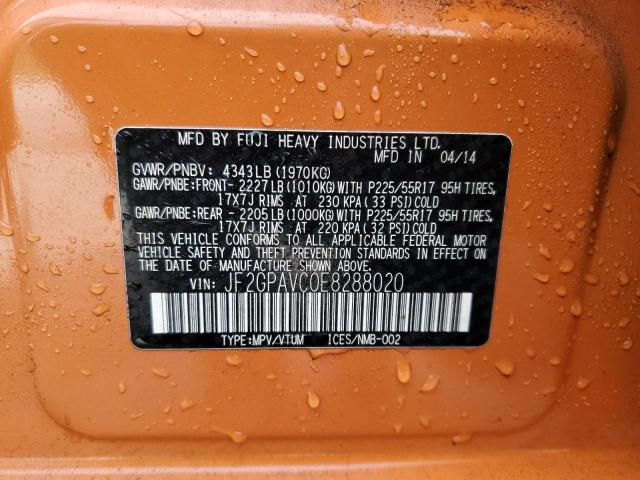 MFD BY FUJI HEAVY INDUSTRIES LTD.
MFD IN 04/14
GVWR/PNBV: 4343LB(1970KG)
GAWR/PNBE:FRONT- 2227LB(1010KG)WITH P225/55R17 95H TIRES,
17X7J RIMS AT 230 KPA(33 PSI)COLD
GAWR/PNBE:REAR - 2205LB(1000KG)WITH P225/55R17 95H TIRES,
17X7J RIMS AT 220 KPA(32 PSI)COLD
THIS VEHICLE CONFORMS TO ALL APPLICABLE FEDERAL MOTOR
VEHICLE SAFETY AND THEFT PREVENTION STANDARDS IN EFFECT ON
THE DATE OF MANUFACTURE SHOWN ABOVE.
VIN: JF2GPAVC0E8288020
TYPE:MPV/VTUM ICES/NMB-002